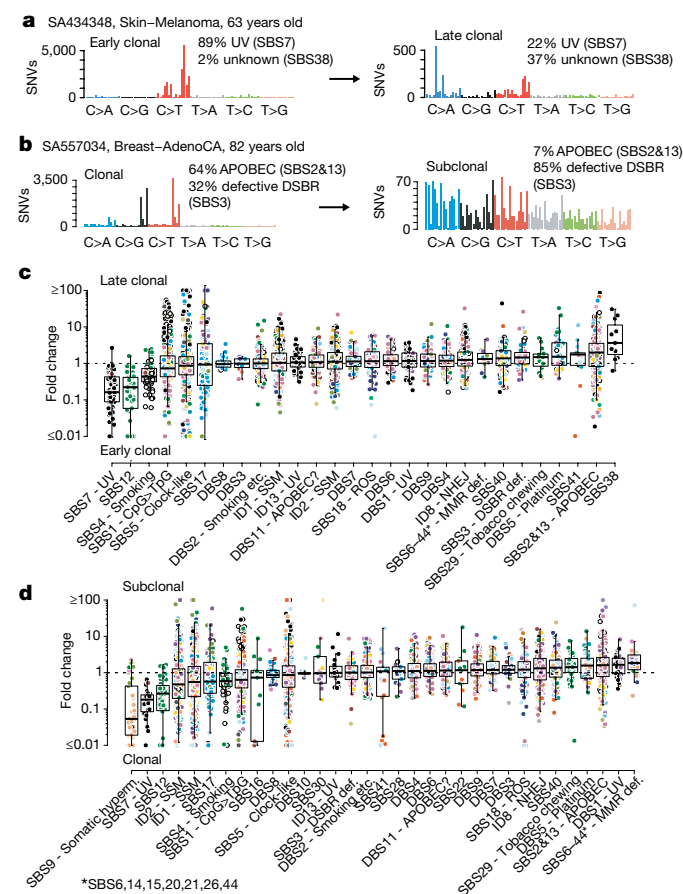 a SA434348, Skin–Melanoma, 63 years old
Early clonal
89% UV (SBS7)
2% unknown (SBS38)
5,000
0
SNVs
C>A C>G C>T T>A T>C T>G
Late clonal
22% UV (SBS7)
37% unknown (SBS38)
500
0
SNVs
C>A C>G C>T T>A T>C T>G
b SA557034, Breast–AdenoCA, 82 years old
Clonal
64% APOBEC (SBS2&13)
32% defective DSBR
(SBS3)
3,500
0
SNVs
C>A C>G C>T T>A T>C T>G
Subclonal
7% APOBEC (SBS2&13)
85% defective DSBR
(SBS3)
70
0
SNVs
C>A C>G C>T T>A T>C T>G
c
Late clonal
≥100
10
1
0.1
≤0.01
Fold change
Early clonal
SBS7 - UV
SBS12
SBS4 - Smoking
SBS1 - CpG>TpG
SBS5 - Clock-like
SBS17
DBS8
DBS3
DBS2 - Smoking etc.
ID1 - SSM
ID13 - UV
DBS11 - APOBEC?
ID2 - SSM
DBS7
SBS18 - ROS
DBS6
DBS1 - UV
DBS9
DBS4
ID8 - NHEJ
SBS6–44* - MMR def.
SBS40
SBS3 - DSBR def.
SBS29 - Tobacco chewing
DBS5 - Platinum
SBS41
SBS2&13 - APOBEC
SBS38
d
Subclonal
≥100
10
1
0.1
≤0.01
Fold change
Clonal
SBS9 - Somatic hyperm.
SBS7 - UV
SBS12
ID2 - SSM
ID1 - SSM
SBS17
SBS4 - Smoking
SBS1 - CpG>TPG
SBS16
DBS8
SBS5 - Clock-like
DBS10
SBS30
ID13 - UV
SBS3 - DSBR def.
DBS2 - Smoking etc.
SBS41
SBS28
DBS4
DBS6
DBS11 - APOBEC?
SBS22
DBS9
DBS7
DBS3
SBS18 - ROS
ID8 - NHEJ
SBS40
SBS29 - Tobacco chewing
DBS5 - Platinum
SBS2&13 - APOBEC
DBS1 - UV
SBS6–44* - MMR def.
*SBS6,14,15,20,21,26,44